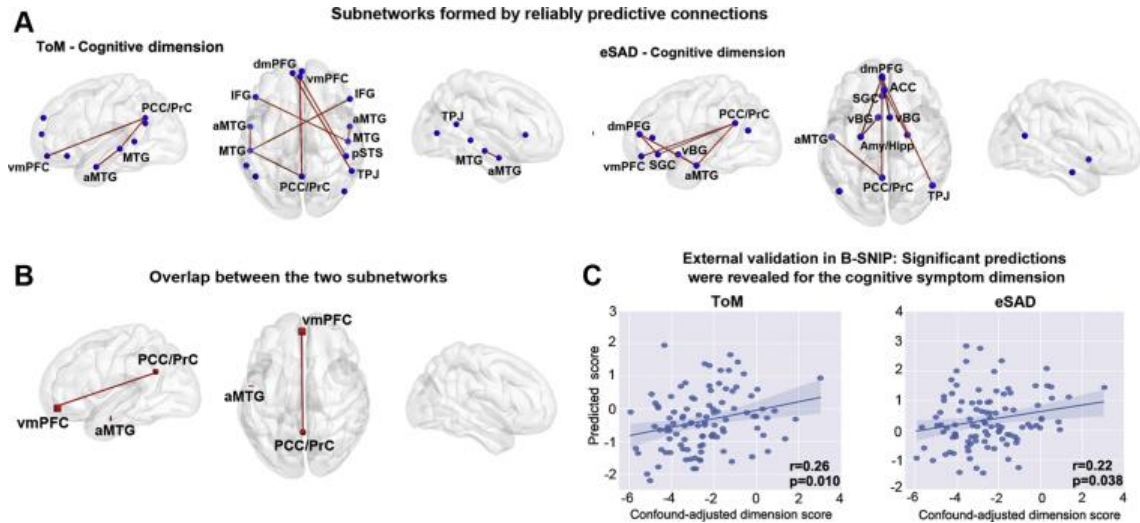 A
Subnetworks formed by reliably predictive connections
ToM - Cognitive dimension
PCC/PrC
MTG
vmPFC
aMTG
dmPFG
vmPFC
IFG
IFG
aMTG
aMTG
MTG
MTG
pSTS
PCC/PrC
TPJ
TPJ
MTG
aMTG
eSAD - Cognitive dimension
PCC/PrC
dmPFG
vBG
vmPFC
SGC
aMTG
dmPFG
ACC
SGC
vBG
vBG
aMTG
Amy/Hipp
PCC/PrC
TPJ
B
Overlap between the two subnetworks
PCC/PrC
vmPFC
aMTG
vmPFC
aMTG
PCC/PrC
C
External validation in B-SNIP: Significant predictions
were revealed for the cognitive symptom dimension
ToM
Predicted score
3
2
1
0
-1
-2
-6
-4
-2
0
2
4
r=0.26
p=0.010
Confound-adjusted dimension score
eSAD
4
3
2
1
0
-1
-2
-6
-4
-2
0
2
4
r=0.22
p=0.038
Confound-adjusted dimension score